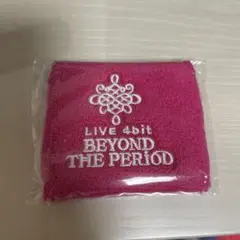 LIVE 4bit
BEYOND
THE PERiOD